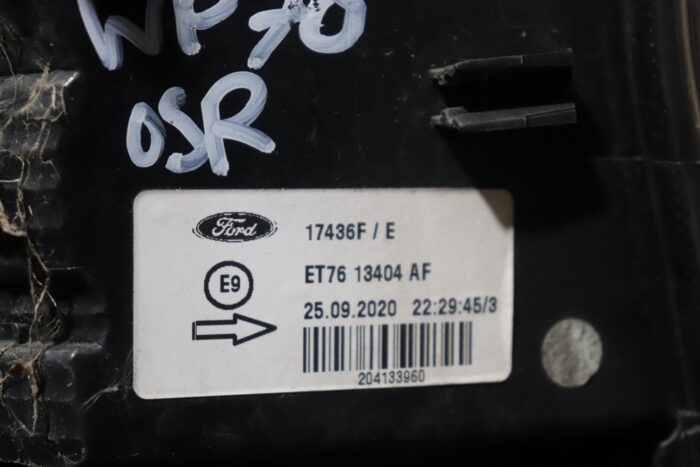 WP70
OSR
Ford
17436F / E
E9
ET76 13404 AF
25.09.2020 22:29:45/3
204133960